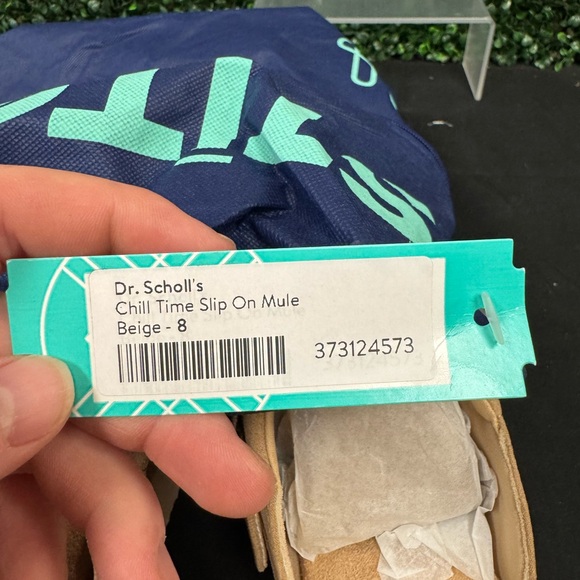 Dr. Scholl's
Chill Time Slip On Mule
Beige - 8
373124573